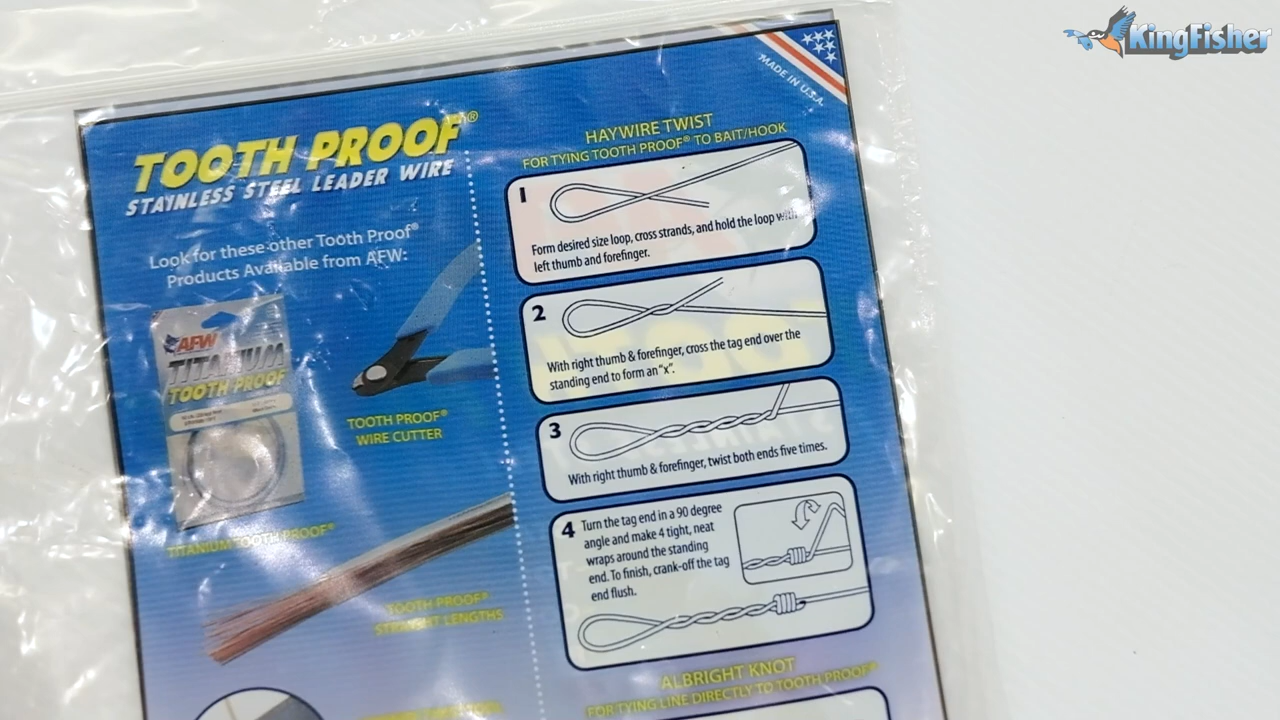 KingFisher
MADE IN U.S.A.
TOOTH PROOF®
STAINLESS STEEL LEADER WIRE
Look for these other Tooth Proof®
Products Available from AFW:
AFW
TITANIUM
TOOTH PROOF
TITANIUM TOOTH PROOF®
TOOTH PROOF®
WIRE CUTTER
TOOTH PROOF®
STRAIGHT LENGTHS
HAYWIRE TWIST
FOR TYING TOOTH PROOF® TO BAIT/HOOK
1
Form desired size loop, cross strands, and hold the loop with
left thumb and forefinger.
2
With right thumb & forefinger, cross the tag end over the
standing end to form an "x".
3
With right thumb & forefinger, twist both ends five times.
4
Turn the tag end in a 90 degree
angle and make 4 tight, neat
wraps around the standing
end. To finish, crank-off the tag
end flush.
ALBRIGHT KNOT
FOR TYING LINE DIRECTLY TO TOOTH PROOF®